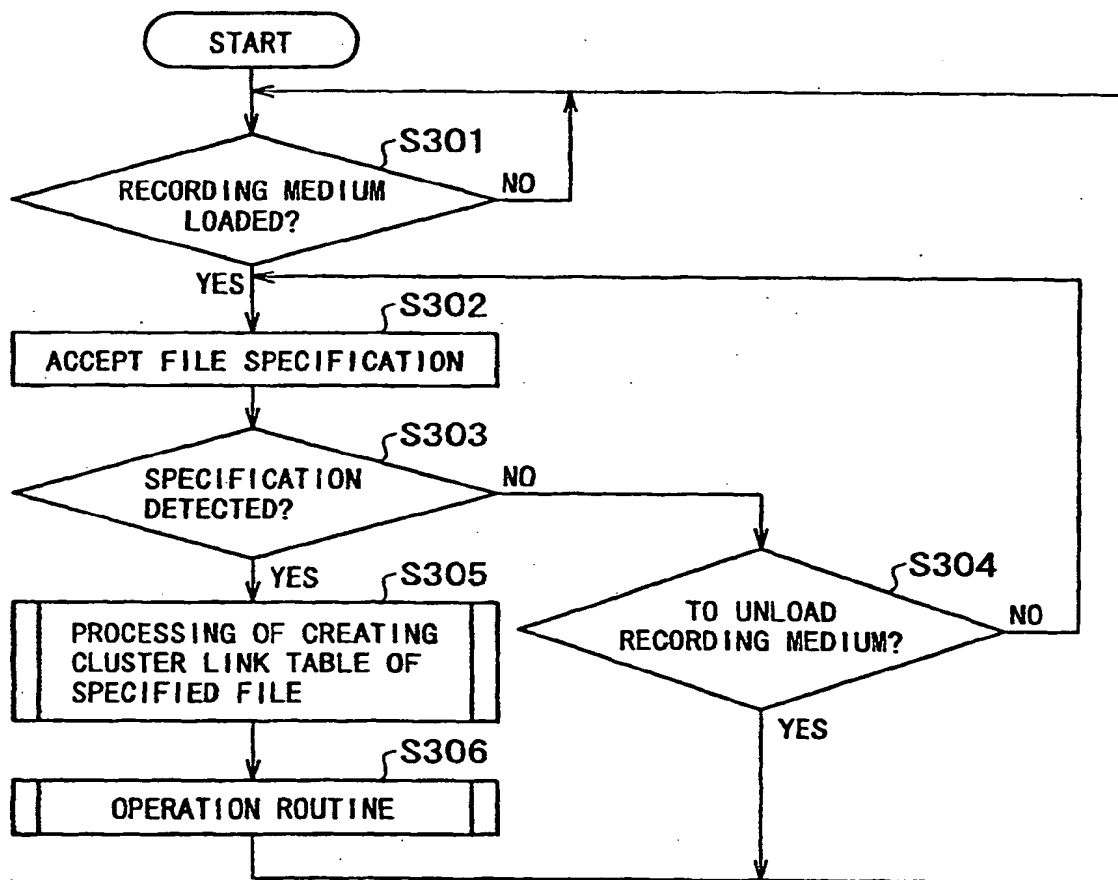 START
S301
RECORDING MEDIUM
LOADED?
NO
YES
S302
ACCEPT FILE SPECIFICATION
S303
SPECIFICATION
DETECTED?
NO
YES
S304
TO UNLOAD
RECORDING MEDIUM?
NO
YES
S305
PROCESSING OF CREATING
CLUSTER LINK TABLE OF
SPECIFIED FILE
S306
OPERATION ROUTINE